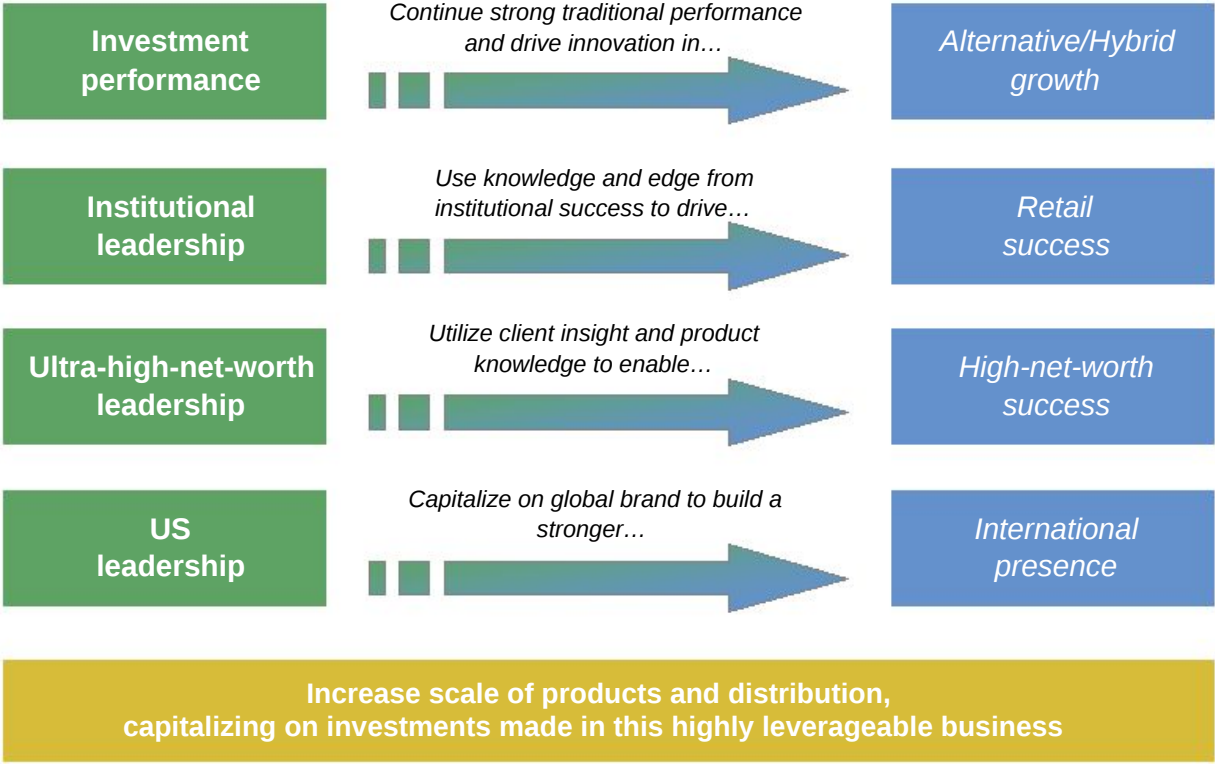 Investment
performance
Continue strong traditional performance
and drive innovation in…
Alternative/Hybrid
growth
Institutional
leadership
Use knowledge and edge from
institutional success to drive…
Retail
success
Ultra-high-net-worth
leadership
Utilize client insight and product
knowledge to enable…
High-net-worth
success
US
leadership
Capitalize on global brand to build a
stronger…
International
presence
Increase scale of products and distribution,
capitalizing on investments made in this highly leverageable business